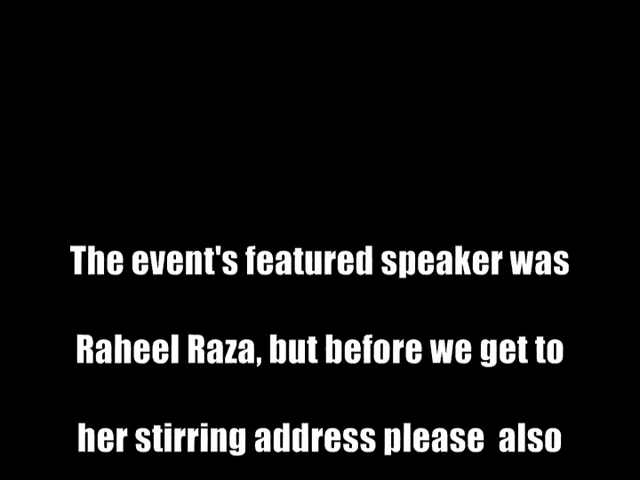 The event's featured speaker was
Raheel Raza, but before we get to
her stirring address please  also